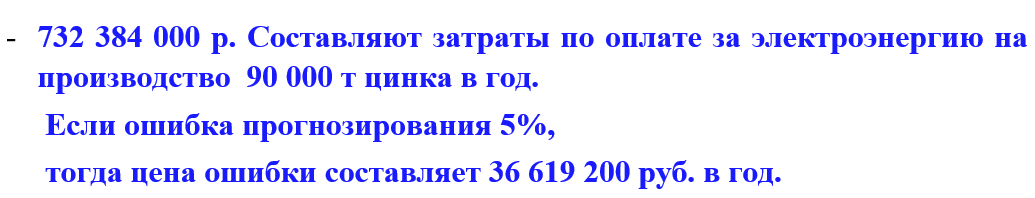 - 732 384 000 р. Составляют затраты по оплате за электроэнергию на
производство 90 000 т цинка в год.
Если ошибка прогнозирования 5%,
тогда цена ошибки составляет 36 619 200 руб. в год.